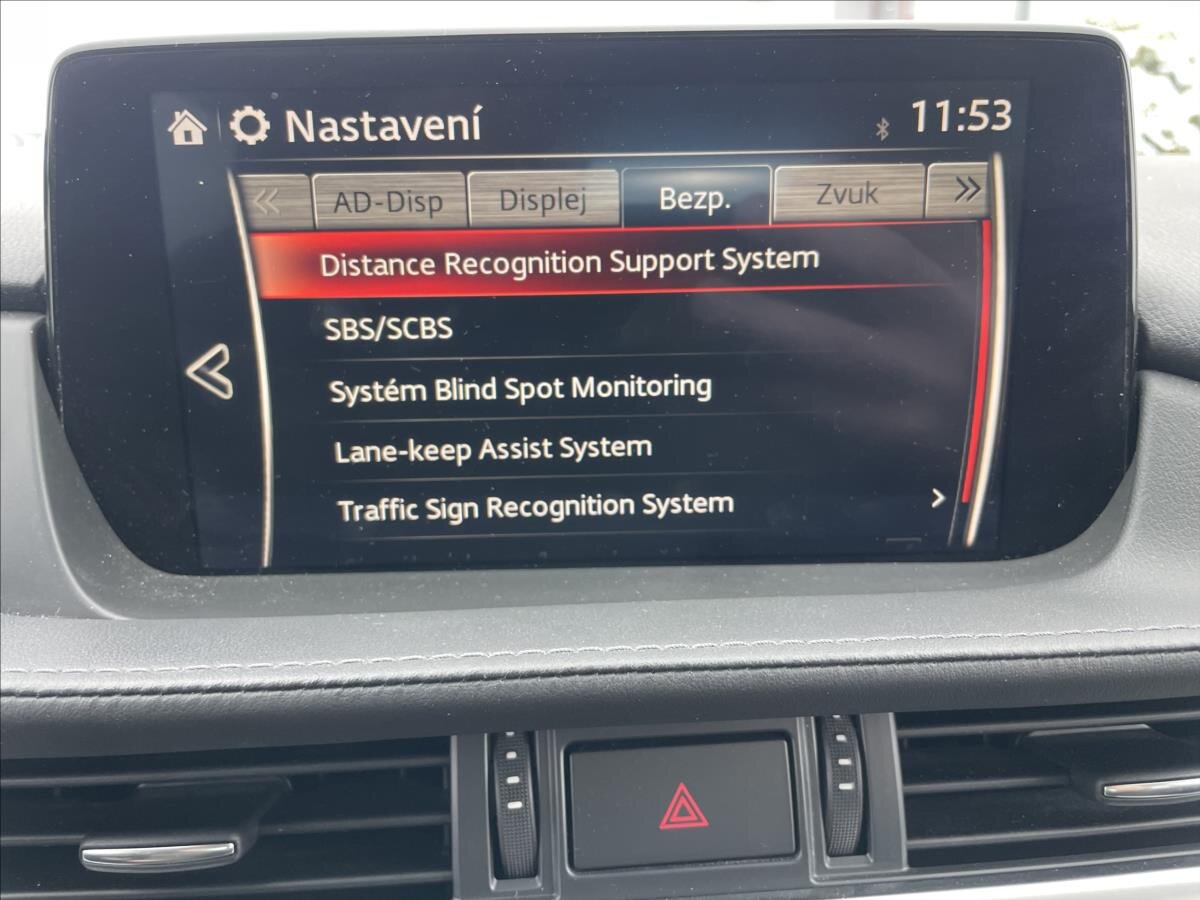 Nastavení
11:53
AD-Disp Displej Bezp. Zvuk
Distance Recognition Support System
SBS/SCBS
Systém Blind Spot Monitoring
Lane-keep Assist System
Traffic Sign Recognition System